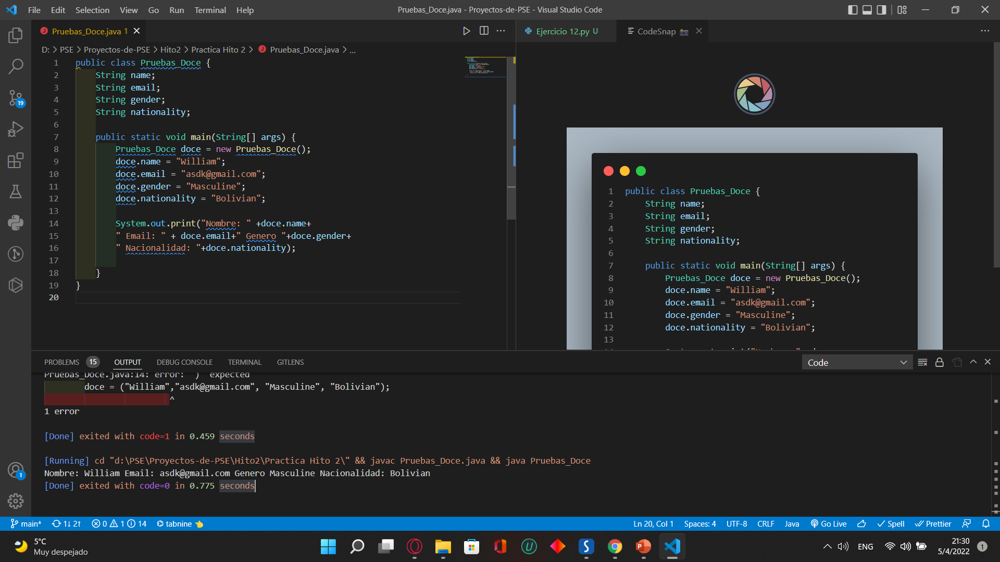 File Edit Selection View Go Run Terminal Help
Pruebas_Doce.java - Proyectos-de-PSE - Visual Studio Code
Pruebas_Doce.java 1
D: > PSE > Proyectos-de-PSE > Hito2 > Practica Hito 2 > Pruebas_Doce.java > ...
1 public class Pruebas_Doce {
2 String name;
3 String email;
4 String gender;
5 String nationality;
6
7 public static void main(String[] args) {
8 Pruebas_Doce doce = new Pruebas_Doce();
9 doce.name = "William";
10 doce.email = "asdk@gmail.com";
11 doce.gender = "Masculine";
12 doce.nationality = "Bolivian";
13
14 System.out.print("Nombre: " +doce.name+
15 " Email: " + doce.email+" Genero "+doce.gender+
16 " Nacionalidad: "+doce.nationality);
17
18 }
19 }
20
Ejercicio 12.py U
CodeSnap
1 public class Pruebas_Doce {
2 String name;
3 String email;
4 String gender;
5 String nationality;
6
7 public static void main(String[] args) {
8 Pruebas_Doce doce = new Pruebas_Doce();
9 doce.name = "William";
10 doce.email = "asdk@gmail.com";
11 doce.gender = "Masculine";
12 doce.nationality = "Bolivian";
13
19
1
PROBLEMS 15 OUTPUT DEBUG CONSOLE TERMINAL GITLENS
Code
Pruebas_Doce.java:14: error: ')' expected
doce = ("William","asdk@gmail.com", "Masculine", "Bolivian");
^
1 error
[Done] exited with code=1 in 0.459 seconds
[Running] cd "d:\PSE\Proyectos-de-PSE\Hito2\Practica Hito 2\" && javac Pruebas_Doce.java && java Pruebas_Doce
Nombre: William Email: asdk@gmail.com Genero Masculine Nacionalidad: Bolivian
[Done] exited with code=0 in 0.775 seconds
main* 1↓ 2↑ 0 1 14 tabnine
Ln 20, Col 1 Spaces: 4 UTF-8 CRLF Java Go Live Spell Prettier
5°C
Muy despejado
ENG
21:30
5/4/2022
1